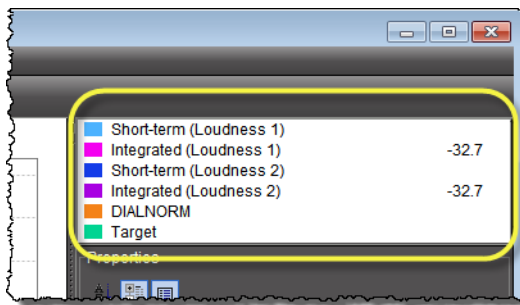 Short-term (Loudness 1)
Integrated (Loudness 1) -32.7
Short-term (Loudness 2)
Integrated (Loudness 2) -32.7
DIALNORM
Target
Properties